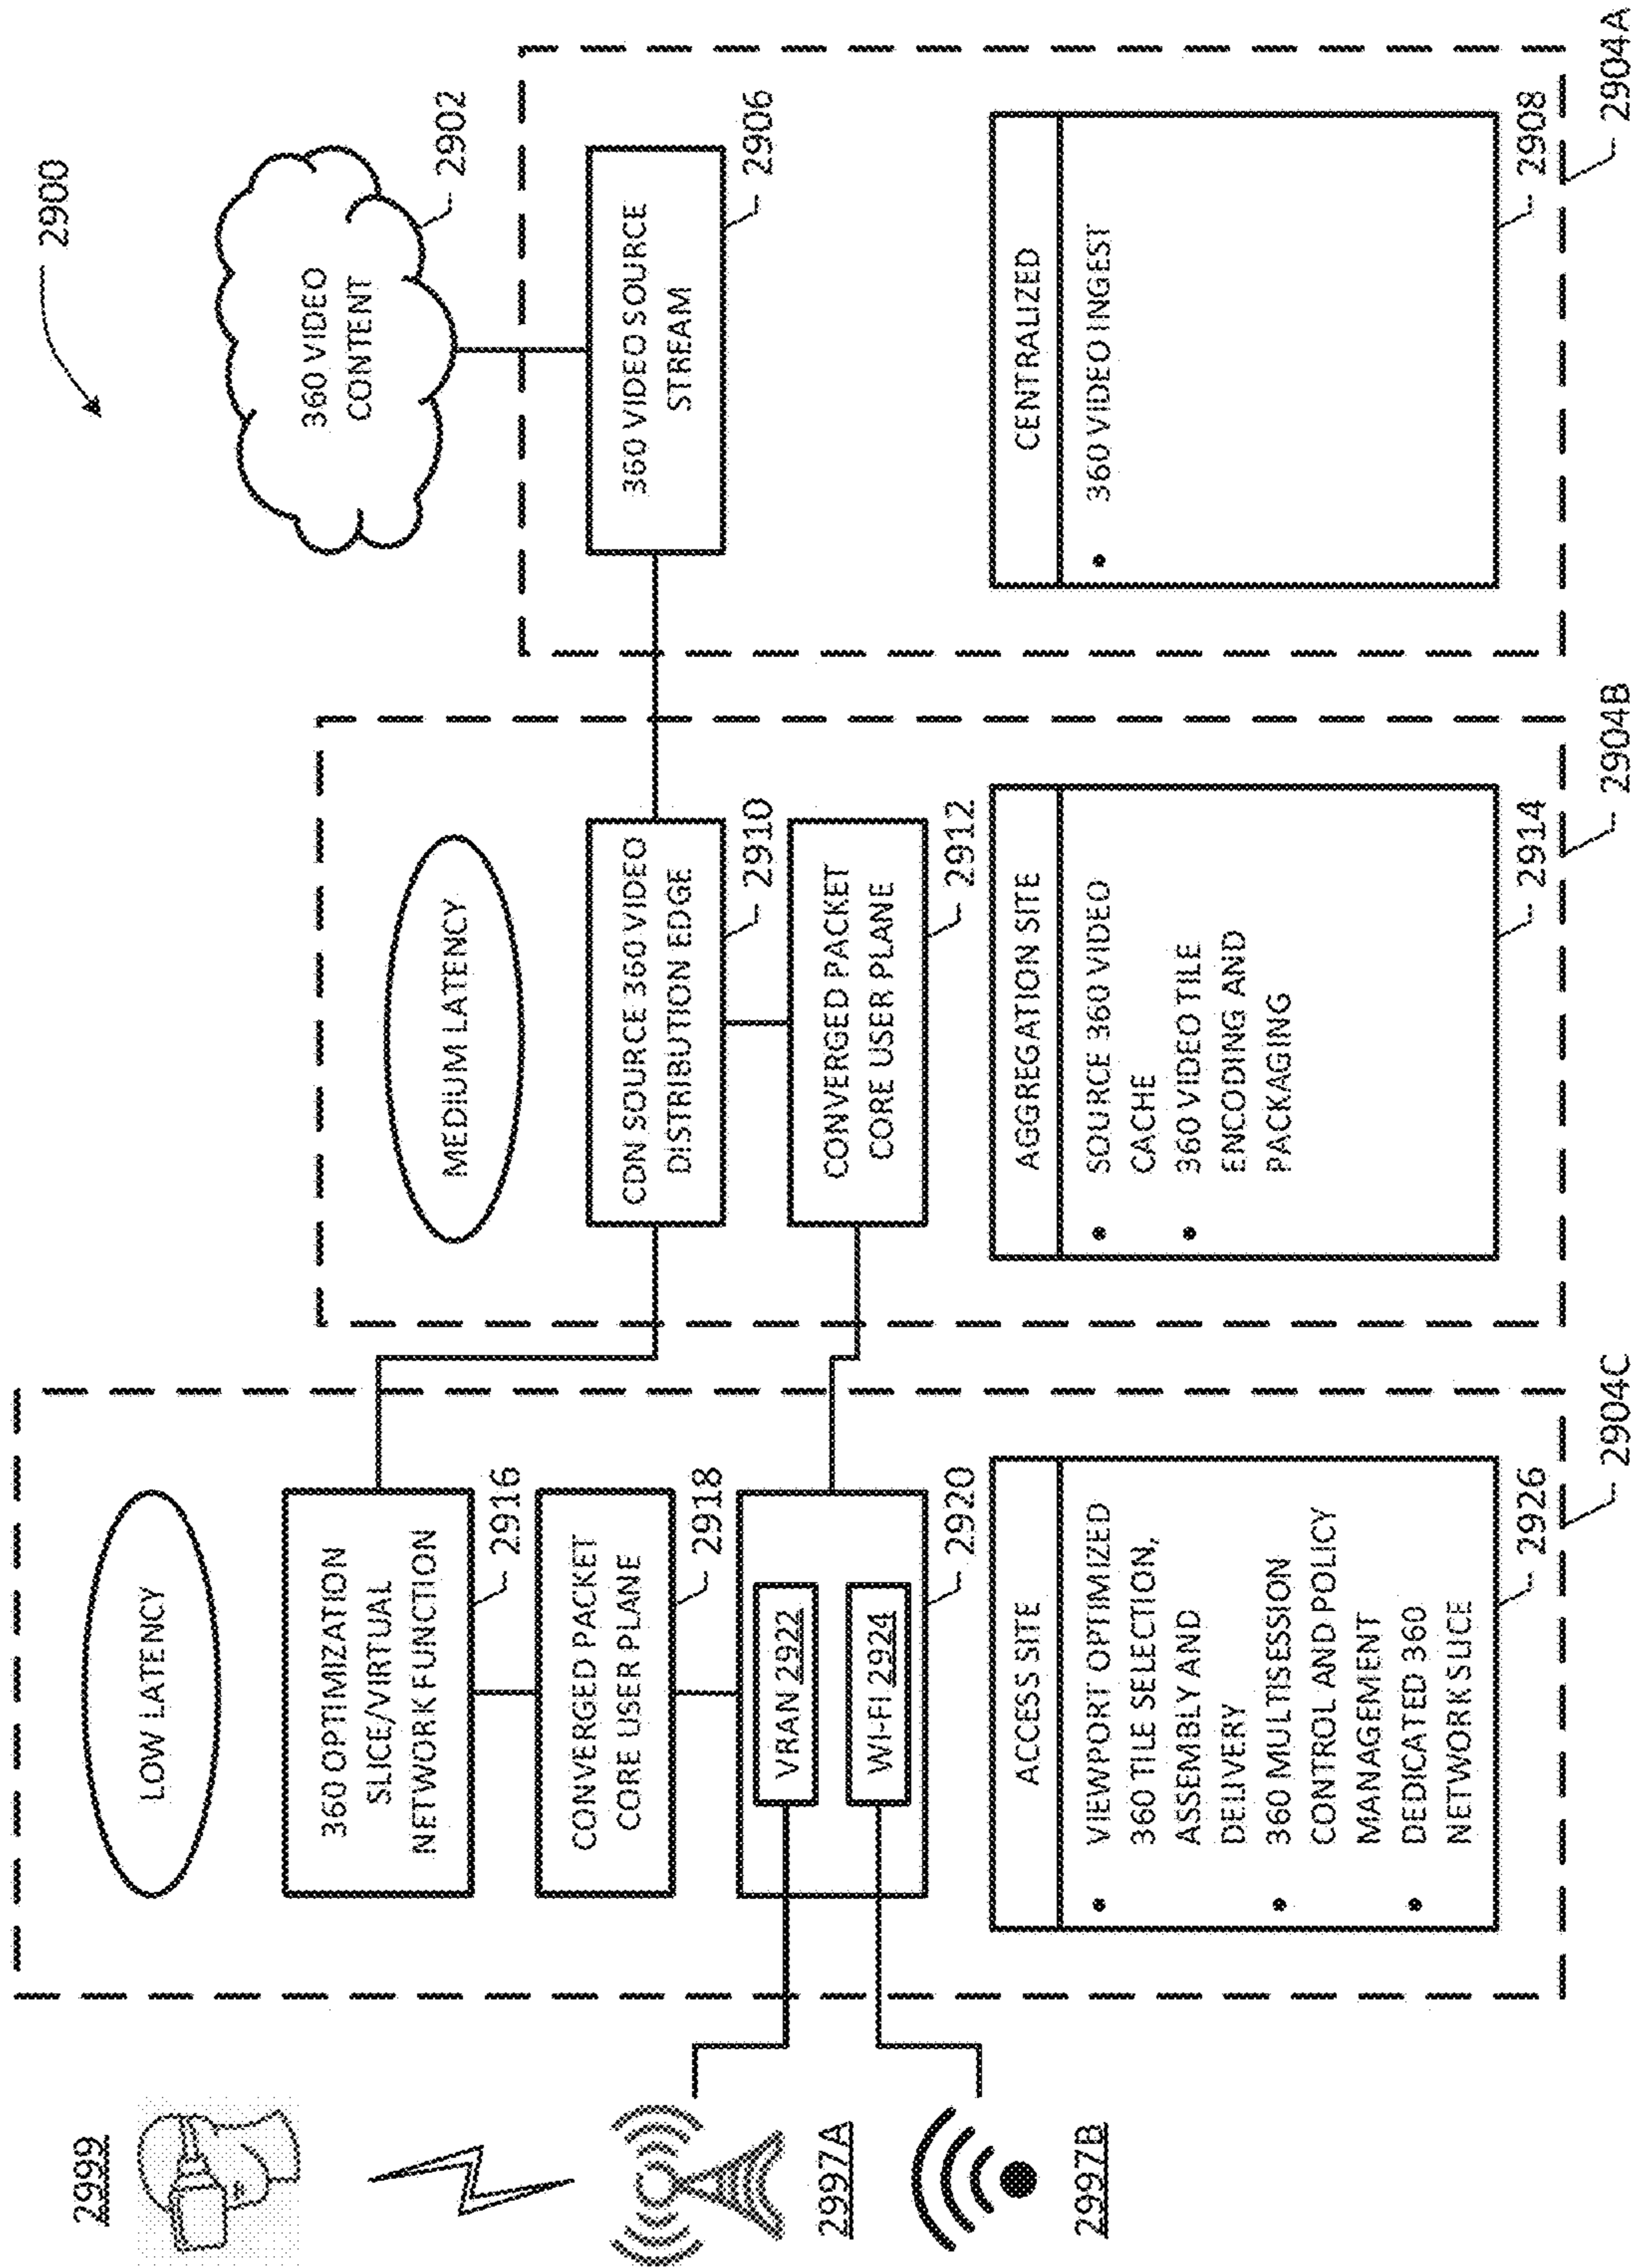 2900
2999
LOW LATENCY
360 OPTIMIZATION
SLICE/VIRTUAL
NETWORK FUNCTION
2916
CONVERGED PACKET
CORE USER PLANE
2918
VRAN 2922
WI-FI 2924
2920
2997A
2997B
ACCESS SITE
• VIEWPORT OPTIMIZED
360 TILE SELECTION,
ASSEMBLY AND
DELIVERY
• 360 MULTISESSION
CONTROL AND POLICY
MANAGEMENT
• DEDICATED 360
NETWORK SLICE
2926
2904C
MEDIUM LATENCY
CDN SOURCE 360 VIDEO
DISTRIBUTION EDGE
2910
CONVERGED PACKET
CORE USER PLANE
2912
AGGREGATION SITE
• SOURCE 360 VIDEO
CACHE
• 360 VIDEO TILE
ENCODING AND
PACKAGING
2914
2904B
360 VIDEO
CONTENT
2902
360 VIDEO SOURCE
STREAM
2906
CENTRALIZED
• 360 VIDEO INGEST
2908
2904A